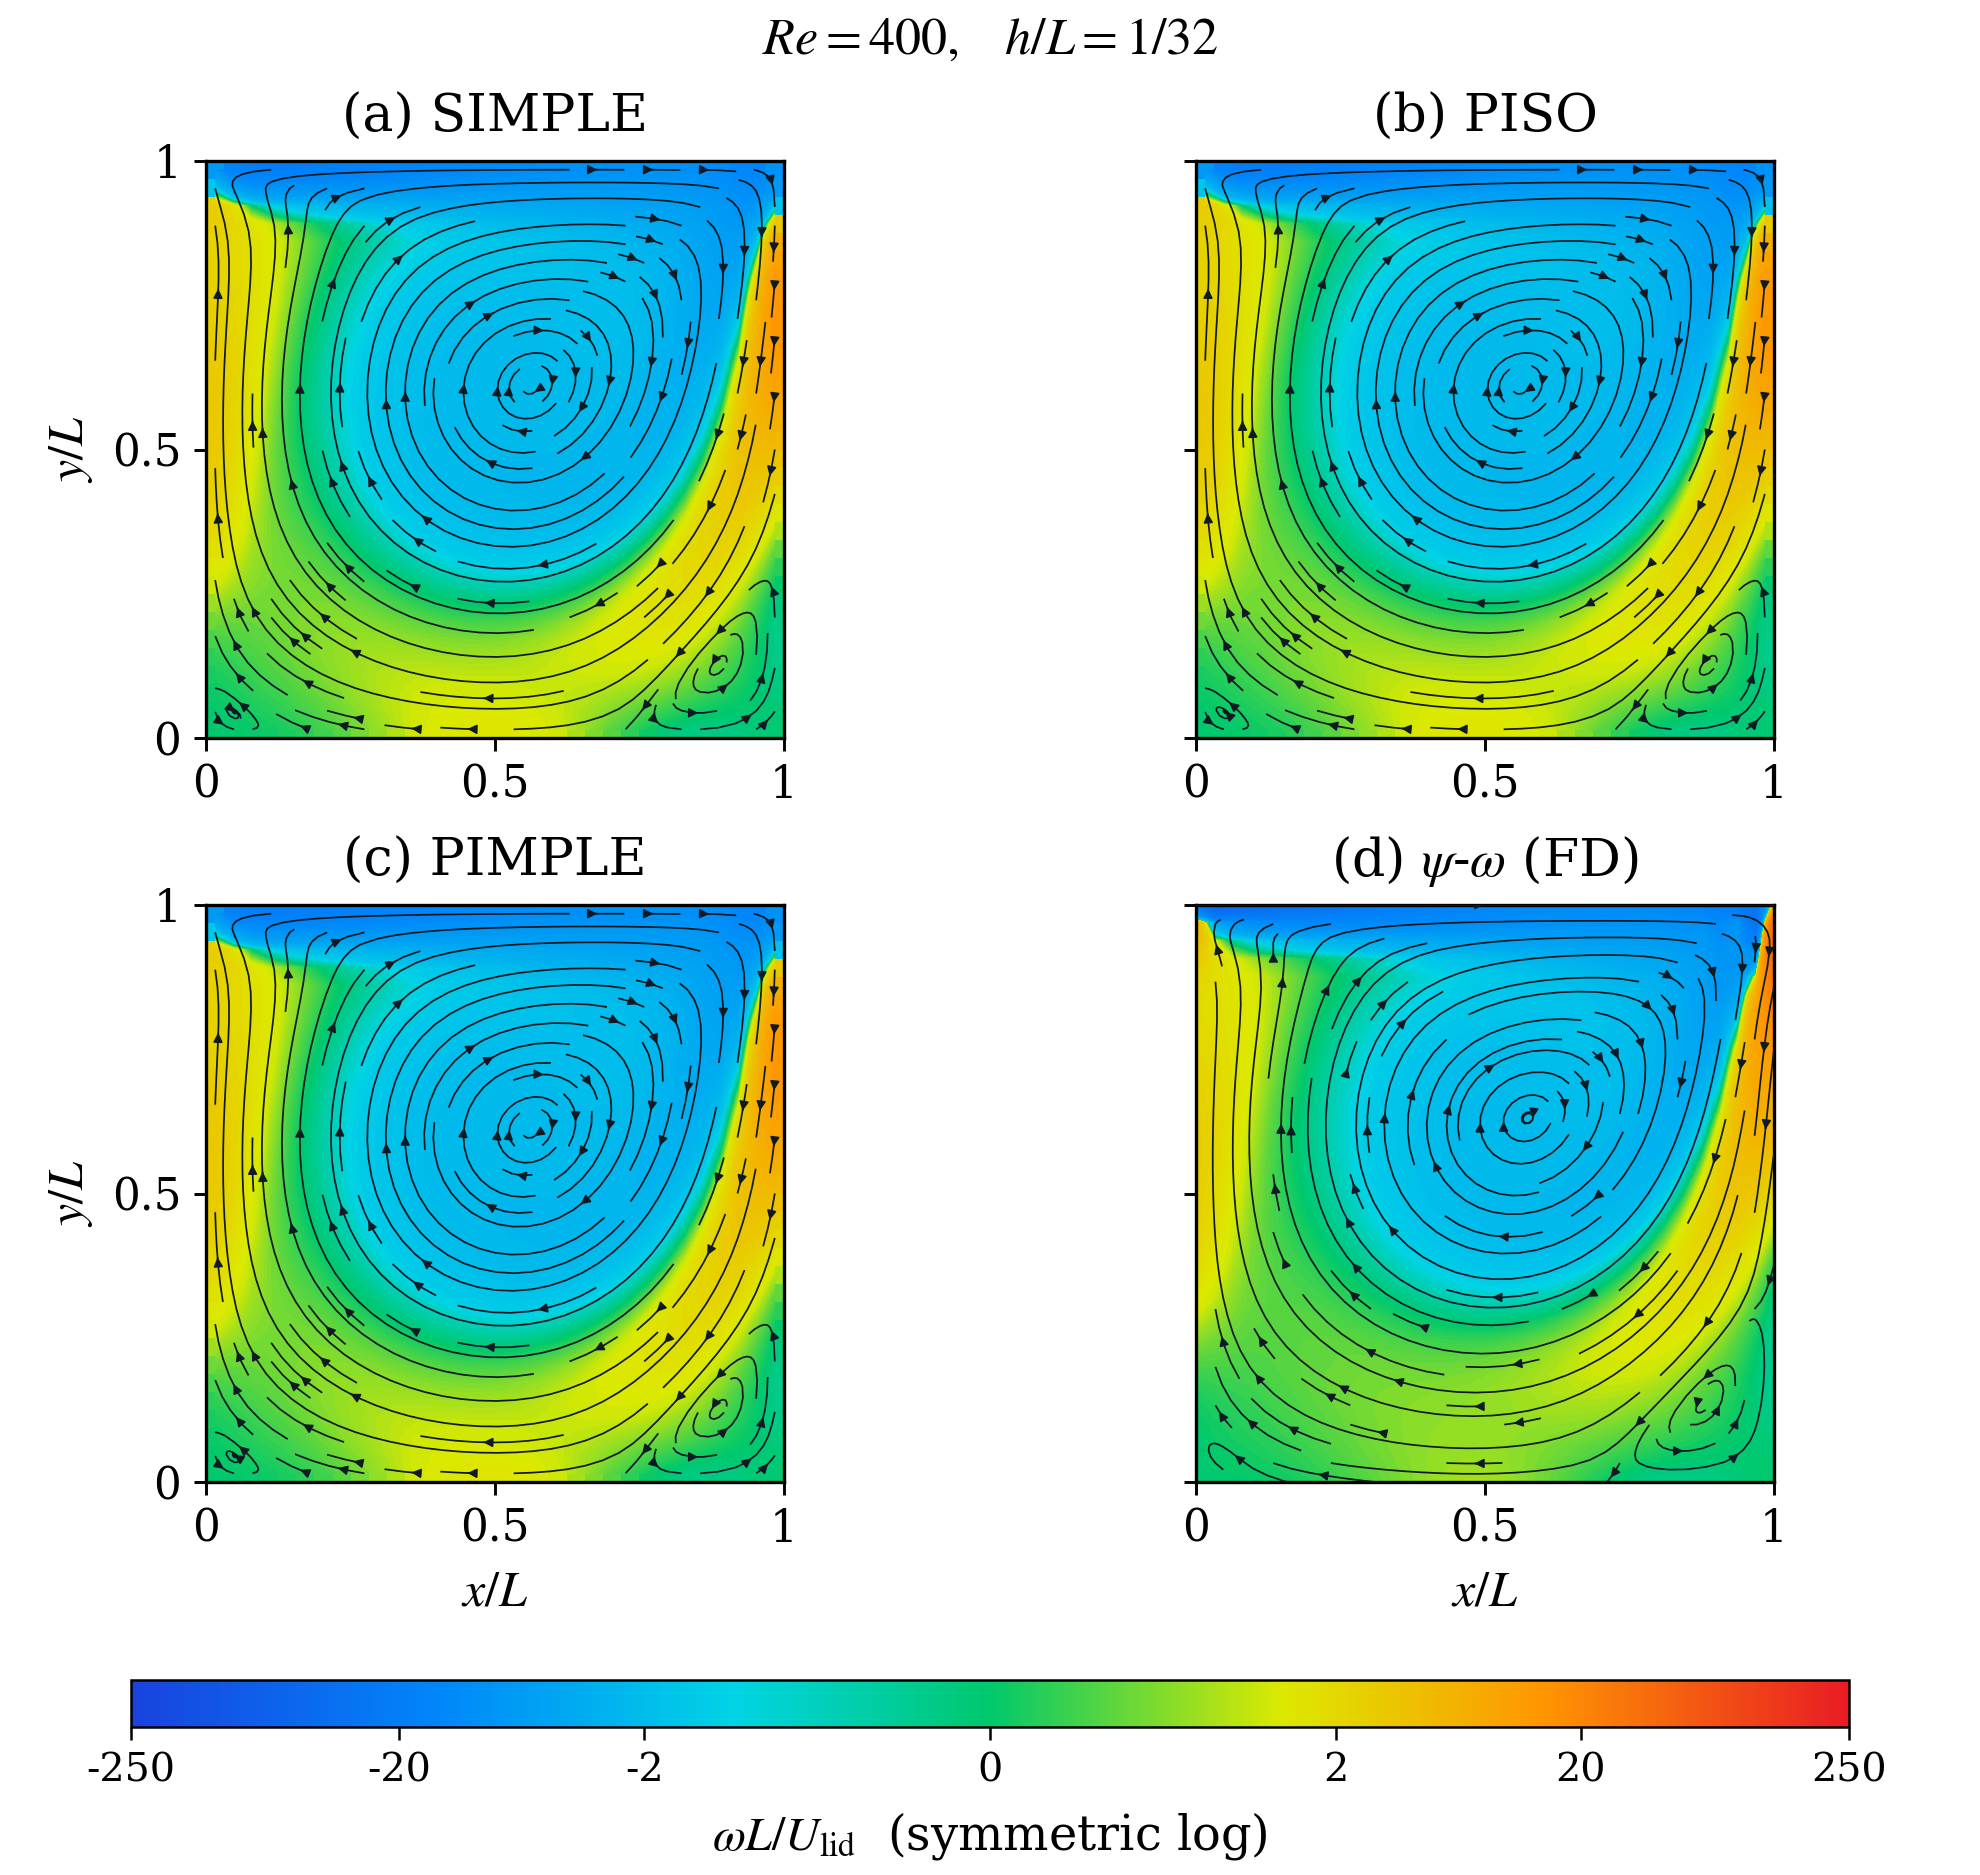 Re = 400,   h/L = 1/32
(a) SIMPLE
(b) PISO
1
y/L
0.5
0
0 0.5 1
0 0.5 1
(c) PIMPLE
(d) ψ-ω (FD)
1
y/L
0.5
0
0 0.5 1
0 0.5 1
x/L
x/L
-250 -20 -2 0 2 20 250
ωL/U_lid (symmetric log)